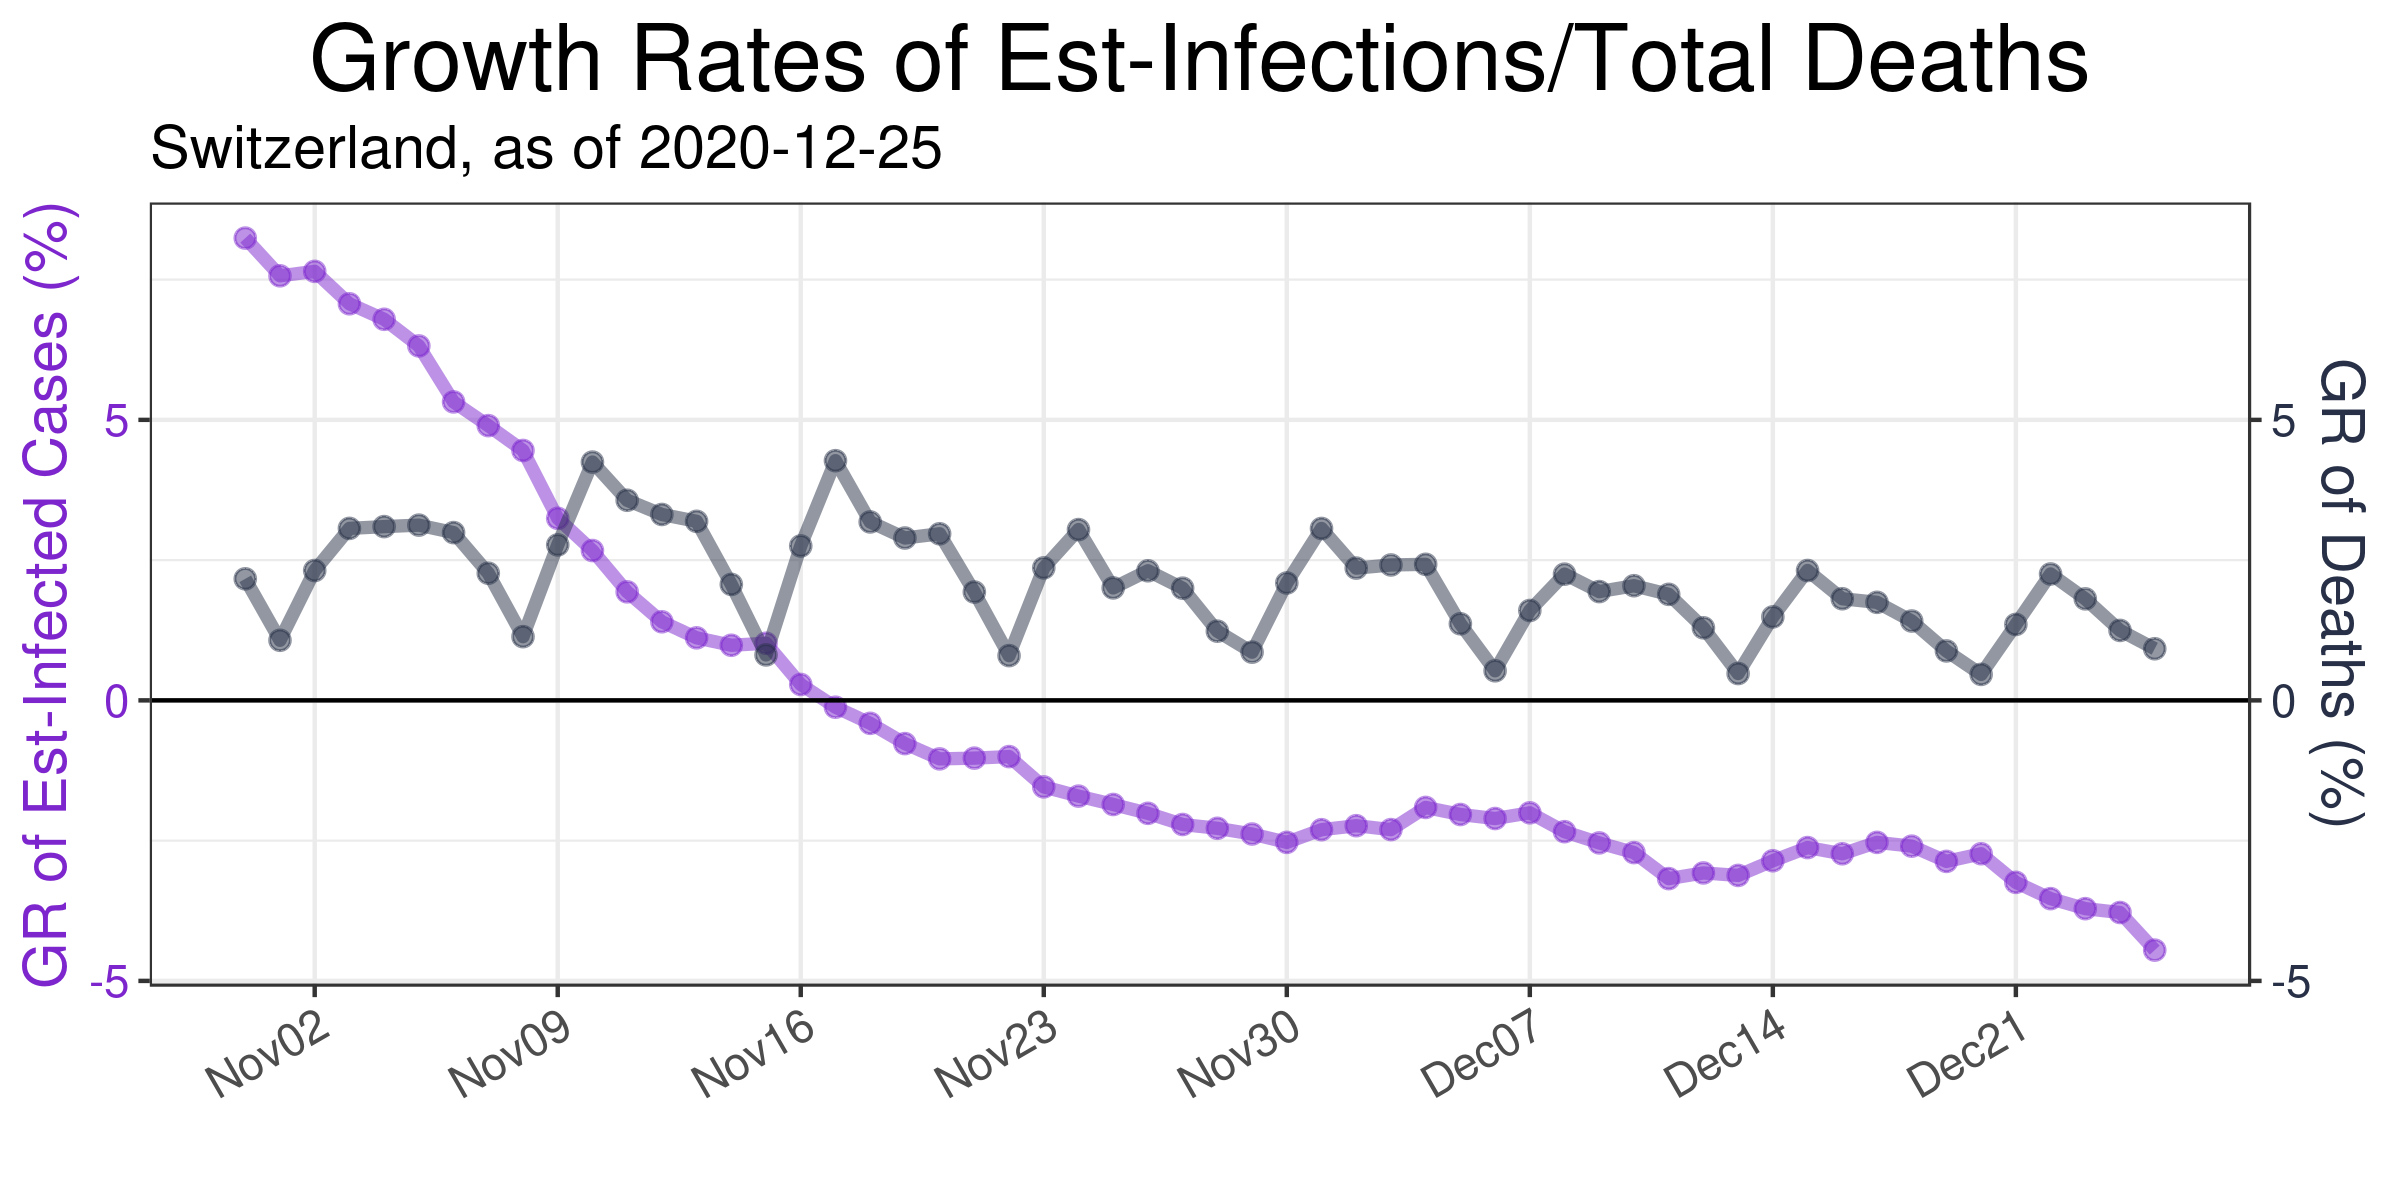 Growth Rates of Est-Infections/Total Deaths
Switzerland, as of 2020-12-25
GR of Est-Infected Cases (%)
5
0
-5
5
0
-5
GR of Deaths (%)
Nov02
Nov09
Nov16
Nov23
Nov30
Dec07
Dec14
Dec21